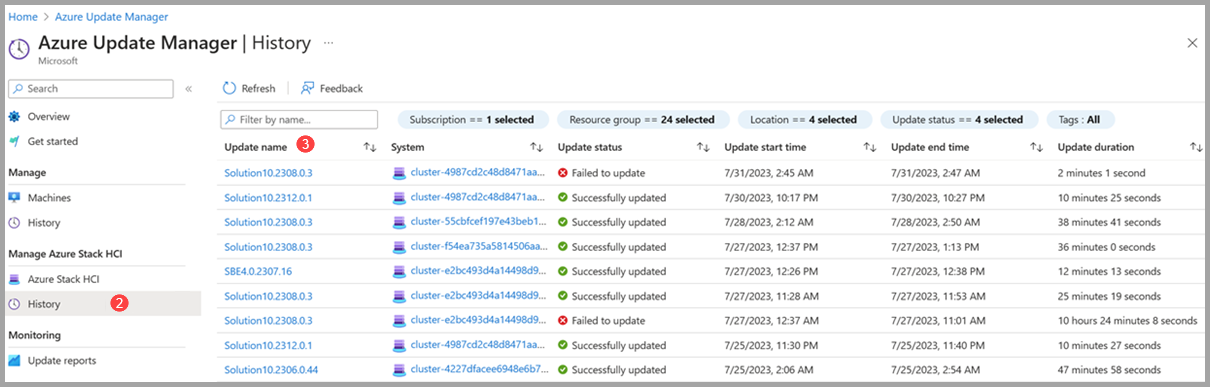 Home > Azure Update Manager
Azure Update Manager | History ...
Microsoft
Search «
Overview
Get started
Manage
Machines
History
Manage Azure Stack HCI
Azure Stack HCI
History 2
Monitoring
Update reports
Refresh Feedback
Filter by name... Subscription == 1 selected Resource group == 24 selected Location == 4 selected Update status == 4 selected Tags : All
Update name 3 System Update status Update start time Update end time Update duration
Solution10.2308.0.3 cluster-4987cd2c48d8471aa... Failed to update 7/31/2023, 2:45 AM 7/31/2023, 2:47 AM 2 minutes 1 second
Solution10.2312.0.1 cluster-4987cd2c48d8471aa... Successfully updated 7/30/2023, 10:17 PM 7/30/2023, 10:27 PM 10 minutes 25 seconds
Solution10.2308.0.3 cluster-55cbfcef197e43beb1... Successfully updated 7/28/2023, 2:12 AM 7/28/2023, 2:50 AM 38 minutes 41 seconds
Solution10.2308.0.3 cluster-f54ea735a5814506aa... Successfully updated 7/27/2023, 12:37 PM 7/27/2023, 1:13 PM 36 minutes 0 seconds
SBE4.0.2307.16 cluster-e2bc493d4a14498d9... Successfully updated 7/27/2023, 12:26 PM 7/27/2023, 12:38 PM 12 minutes 13 seconds
Solution10.2308.0.3 cluster-e2bc493d4a14498d9... Successfully updated 7/27/2023, 11:28 AM 7/27/2023, 11:53 AM 25 minutes 19 seconds
Solution10.2308.0.3 cluster-e2bc493d4a14498d9... Failed to update 7/27/2023, 12:37 AM 7/27/2023, 11:01 AM 10 hours 24 minutes 8 seconds
Solution10.2312.0.1 cluster-4987cd2c48d8471aa... Successfully updated 7/25/2023, 11:30 PM 7/25/2023, 11:40 PM 10 minutes 27 seconds
Solution10.2306.0.44 cluster-4227dfacee6948e6b7... Successfully updated 7/25/2023, 2:06 AM 7/25/2023, 2:54 AM 47 minutes 58 seconds